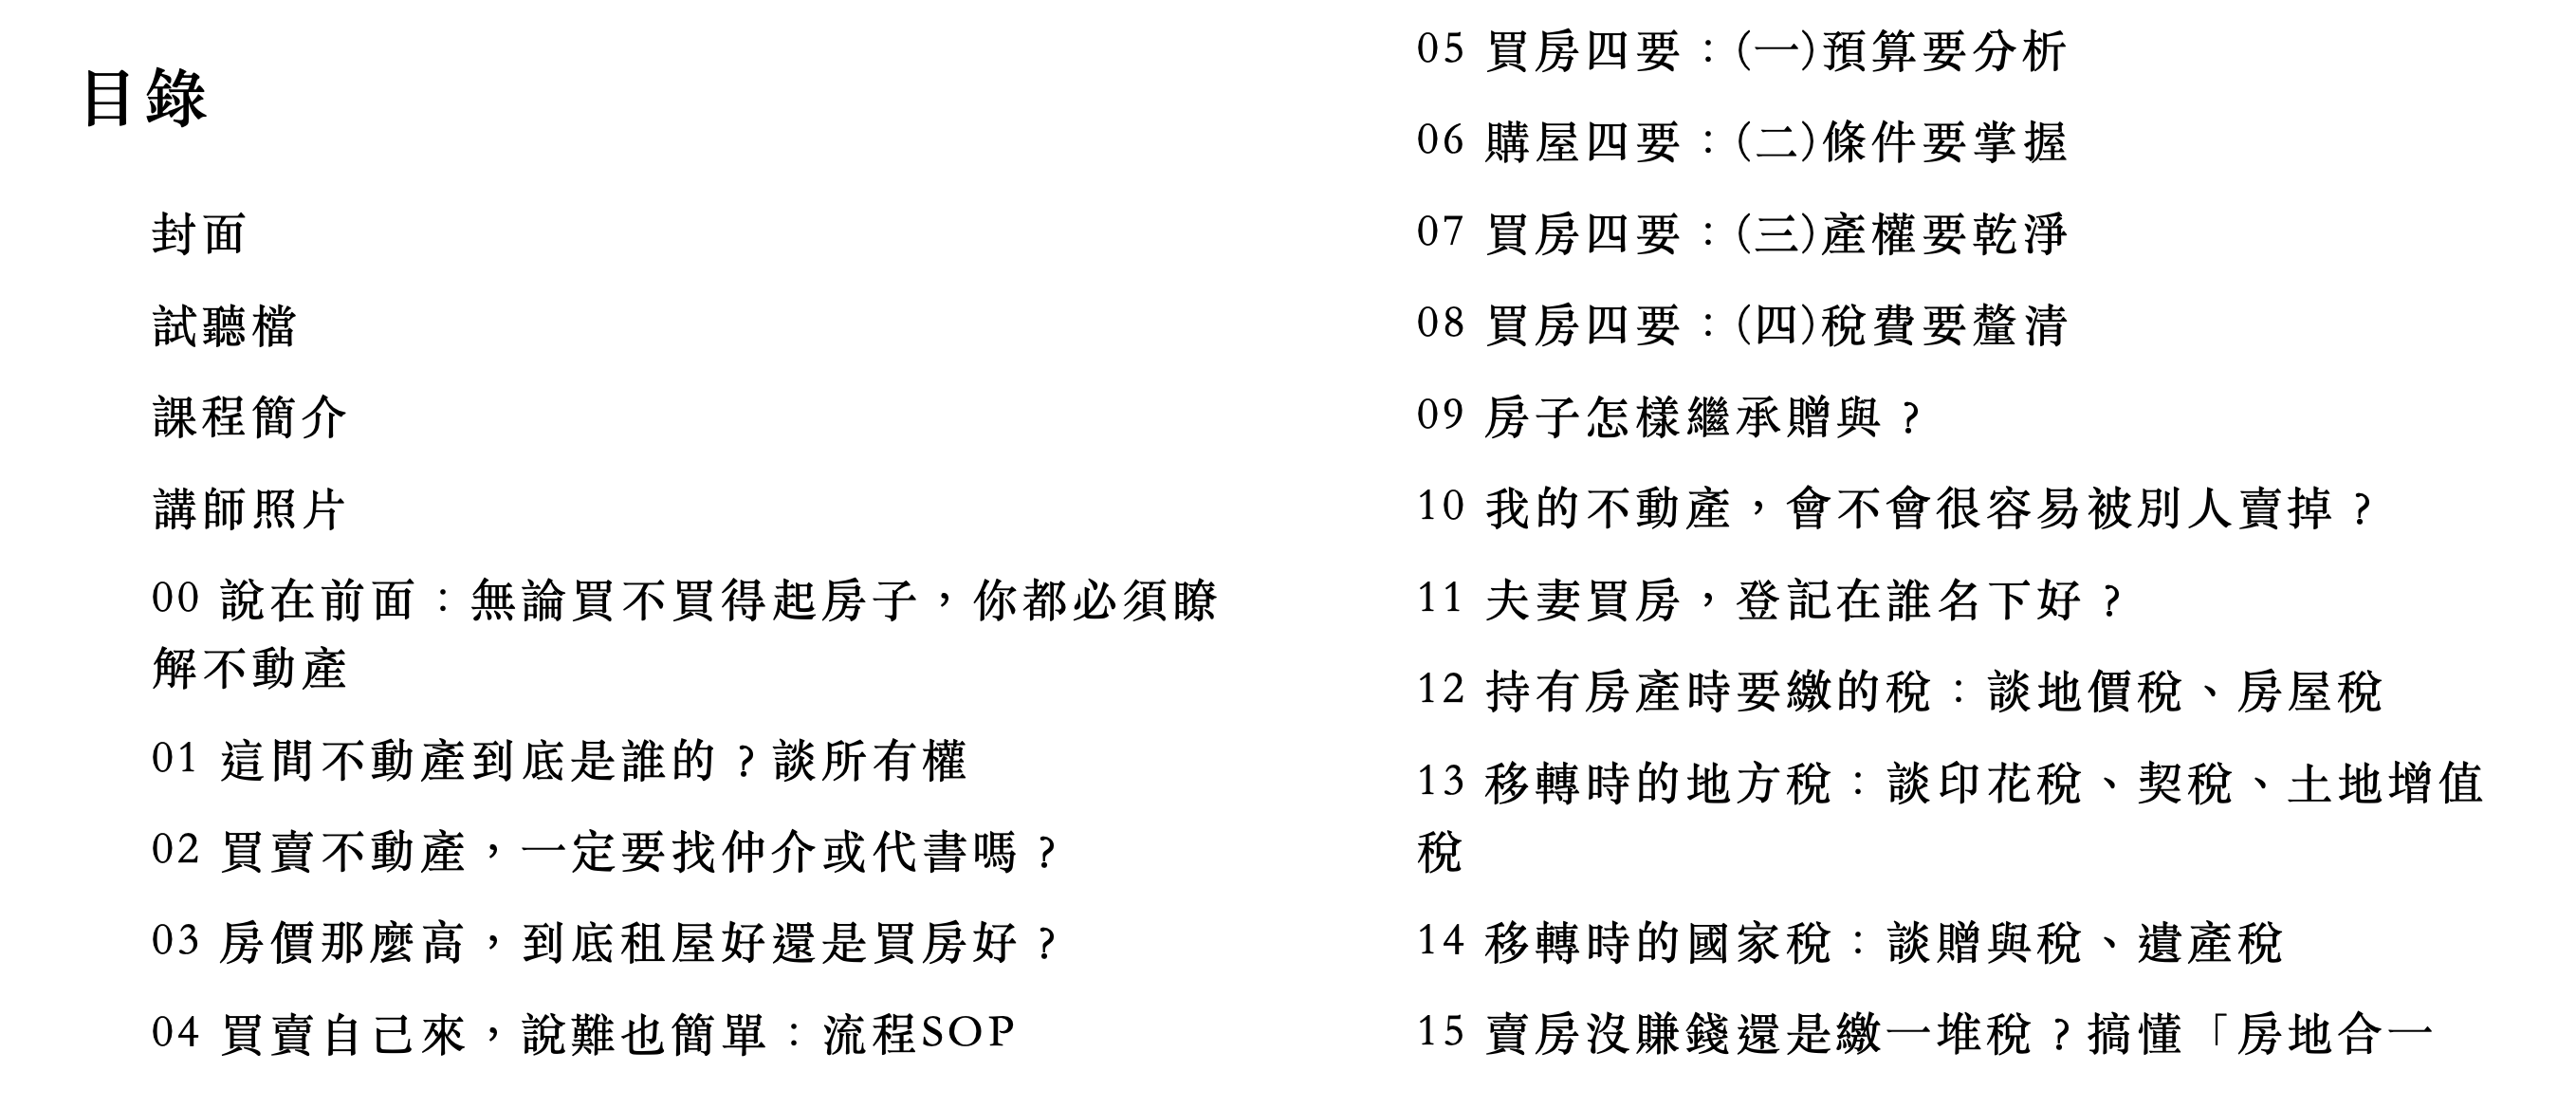 目錄
封面
試聽檔
課程簡介
講師照片
00 說在前面：無論買不買得起房子，你都必須瞭
解不動產
01 這間不動產到底是誰的？談所有權
02 買賣不動產，一定要找仲介或代書嗎？
03 房價那麼高，到底租屋好還是買房好？
04 買賣自己來，說難也簡單：流程SOP
05 買房四要：(一)預算要分析
06 購屋四要：(二)條件要掌握
07 買房四要：(三)產權要乾淨
08 買房四要：(四)稅費要釐清
09 房子怎樣繼承贈與？
10 我的不動產，會不會很容易被別人賣掉？
11 夫妻買房，登記在誰名下好？
12 持有房產時要繳的稅：談地價稅、房屋稅
13 移轉時的地方稅：談印花稅、契稅、土地增值
稅
14 移轉時的國家稅：談贈與稅、遺產稅
15 賣房沒賺錢還是繳一堆稅？搞懂「房地合一